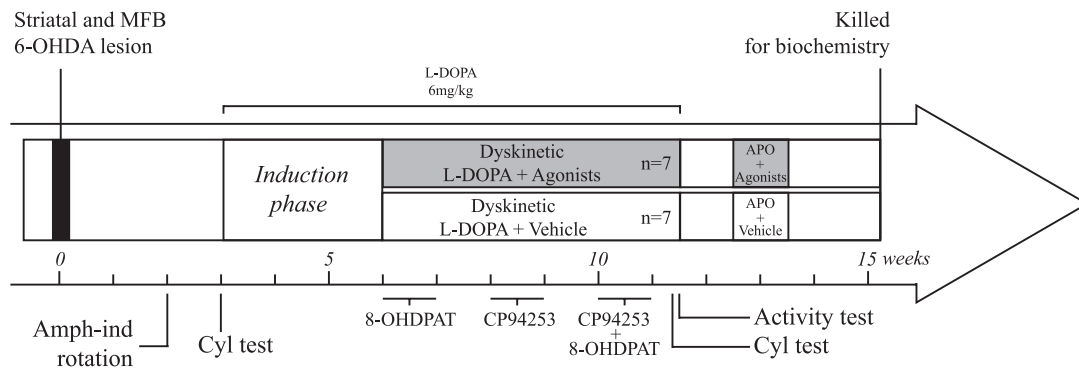 Striatal and MFB
6-OHDA lesion
Killed
for biochemistry
L-DOPA
6mg/kg
Induction
phase
Dyskinetic
L-DOPA + Agonists
n=7
Dyskinetic
L-DOPA + Vehicle
n=7
APO
+
Agonists
APO
+
Vehicle
0
5
10
15 weeks
Amph-ind
rotation
Cyl test
8-OHDPAT
CP94253
CP94253
+
8-OHDPAT
Activity test
Cyl test